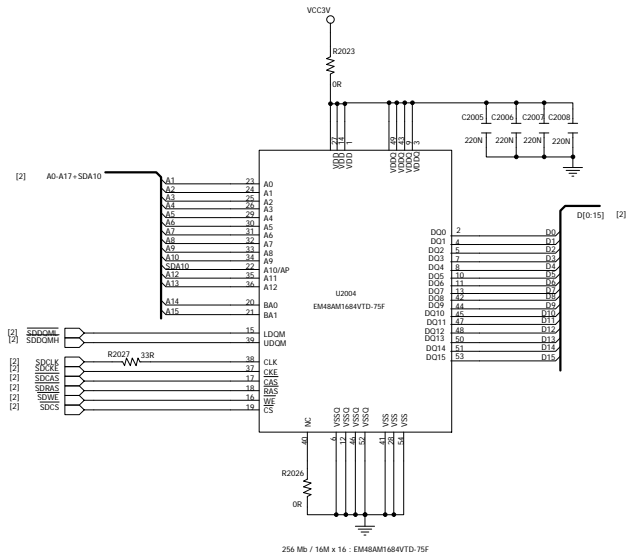 VCC3V
R2023
0R
C2005 C2006 C2007 C2008
220N 220N 220N 220N
27 14 1 49 43 9 3
VDD VDD VDD VDDQ VDDQ VDDQ VDDQ
[2] A0-A17+SDA10
D[0:15] [2]
A1 23 A0
A2 24 A1
A3 25 A2
A4 26 A3
A5 29 A4
A6 30 A5
A7 31 A6
A8 32 A7
A9 33 A8
A10 34 A9
SDA10 22 A10/AP
A12 35 A11
A13 36 A12
A14 20 BA0
A15 21 BA1
[2] SDDQML 15 LDQM
[2] SDDQMH 39 UDQM
[2] SDCLK R2027 33R 38 CLK
[2] SDCKE 37 CKE
[2] SDCAS 17 CAS
[2] SDRAS 18 RAS
[2] SDWE 16 WE
[2] SDCS 19 CS
U2004
EM48AM1684VTD-75F
DQ0 2 D0
DQ1 4 D1
DQ2 5 D2
DQ3 7 D3
DQ4 8 D4
DQ5 10 D5
DQ6 11 D6
DQ7 13 D7
DQ8 42 D8
DQ9 44 D9
DQ10 45 D10
DQ11 47 D11
DQ12 48 D12
DQ13 50 D13
DQ14 51 D14
DQ15 53 D15
NC VSSQ VSSQ VSSQ VSSQ VSS VSS VSS
40 6 12 46 52 41 28 54
R2026
0R
256 Mb / 16M x 16 : EM48AM1684VTD-75F